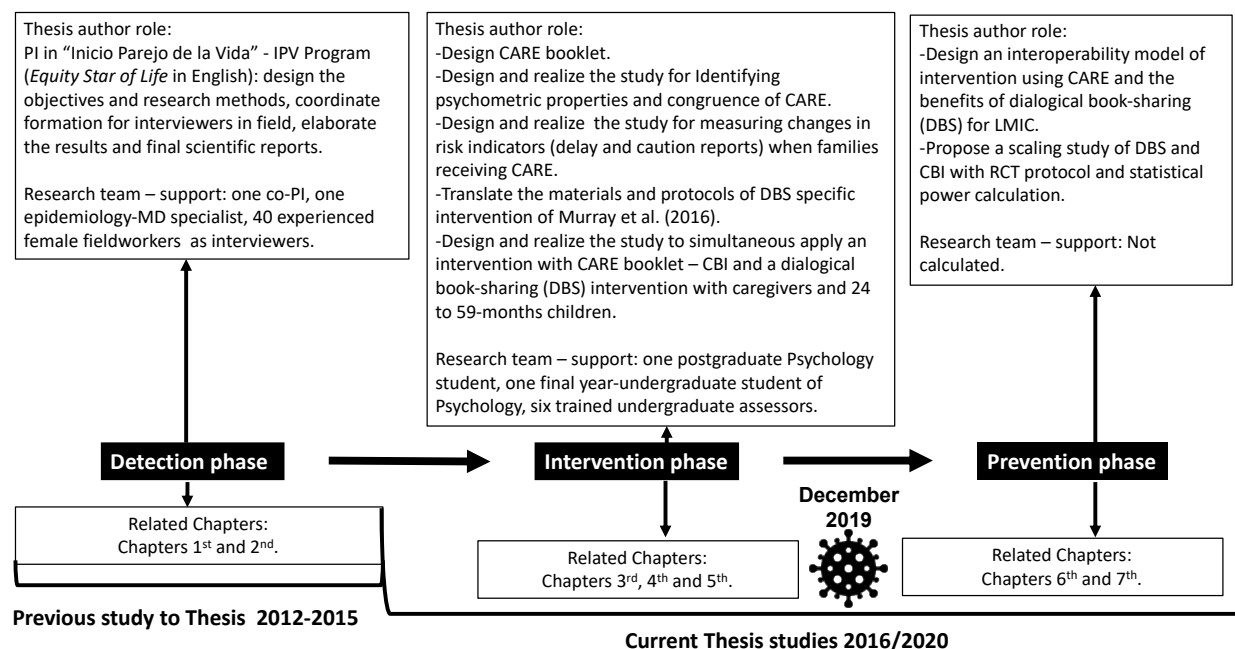 Thesis author role:
PI in “Inicio Parejo de la Vida” - IPV Program
(Equity Star of Life in English): design the
objectives and research methods, coordinate
formation for interviewers in field, elaborate
the results and final scientific reports.
Research team – support: one co-PI, one
epidemiology-MD specialist, 40 experienced
female fieldworkers as interviewers.
Thesis author role:
-Design CARE booklet.
-Design and realize the study for Identifying
psychometric properties and congruence of CARE.
-Design and realize the study for measuring changes in
risk indicators (delay and caution reports) when families
receiving CARE.
-Translate the materials and protocols of DBS specific
intervention of Murray et al. (2016).
-Design and realize the study to simultaneous apply an
intervention with CARE booklet – CBI and a dialogical
book-sharing (DBS) intervention with caregivers and 24
to 59-months children.
Research team – support: one postgraduate Psychology
student, one final year-undergraduate student of
Psychology, six trained undergraduate assessors.
Thesis author role:
-Design an interoperability model of
intervention using CARE and the
benefits of dialogical book-sharing
(DBS) for LMIC.
-Propose a scaling study of DBS and
CBI with RCT protocol and statistical
power calculation.
Research team – support: Not
calculated.
Detection phase
Intervention phase
Prevention phase
December
2019
Related Chapters:
Chapters 1st and 2nd.
Related Chapters:
Chapters 3rd, 4th and 5th.
Related Chapters:
Chapters 6th and 7th.
Previous study to Thesis 2012-2015
Current Thesis studies 2016/2020